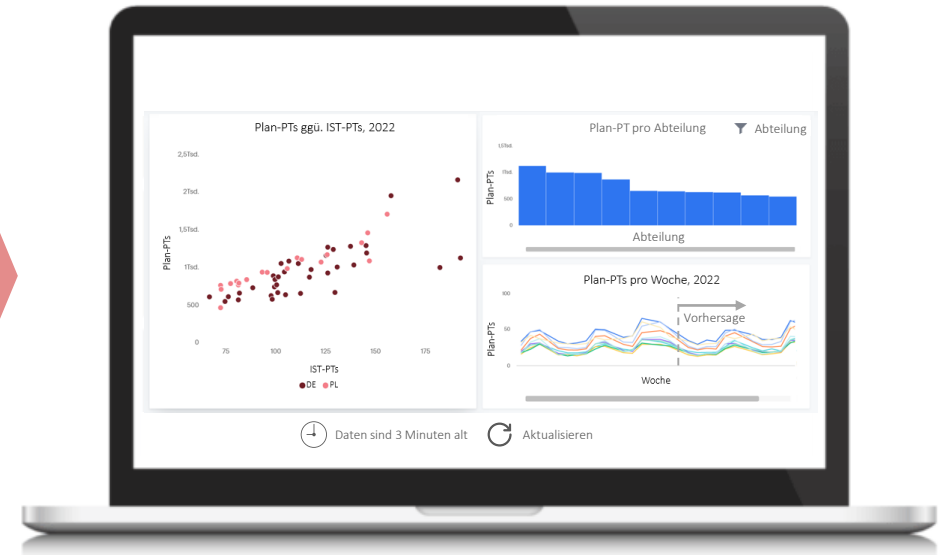 Plan-PTs ggü. IST-PTs, 2022
2,5Tsd.
2Tsd.
1,5Tsd.
1Tsd.
500
0
Plan-PTs
75
100
125
150
175
IST-PTs
DE
PL
Plan-PT pro Abteilung
Abteilung
1,5Tsd.
1Tsd.
500
0
Plan-PTs
Abteilung
Plan-PTs pro Woche, 2022
50
0
Plan-PTs
Vorhersage
Woche
Daten sind 3 Minuten alt
Aktualisieren